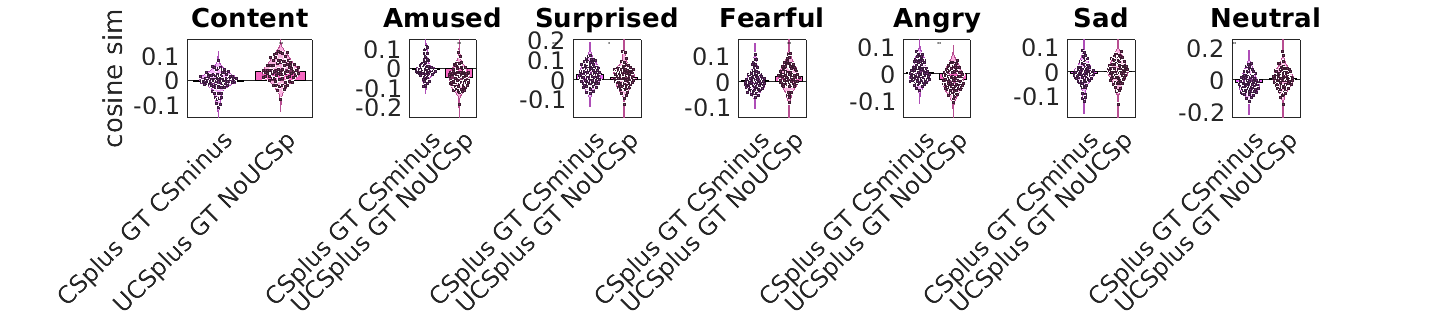 Content
Amused
Surprised
Fearful
Angry
Sad
Neutral
cosine sim
0.1
0
-0.1
CSplus GT CSminus
UCSplus GT NoUCSp
0.1
0
-0.1
-0.2
CSplus GT CSminus
UCSplus GT NoUCSp
0.2
0.1
0
-0.1
CSplus GT CSminus
UCSplus GT NoUCSp
0.1
0
-0.1
CSplus GT CSminus
UCSplus GT NoUCSp
0.1
0
-0.1
CSplus GT CSminus
UCSplus GT NoUCSp
0.1
0
-0.1
CSplus GT CSminus
UCSplus GT NoUCSp
0.2
0
-0.2
CSplus GT CSminus
UCSplus GT NoUCSp